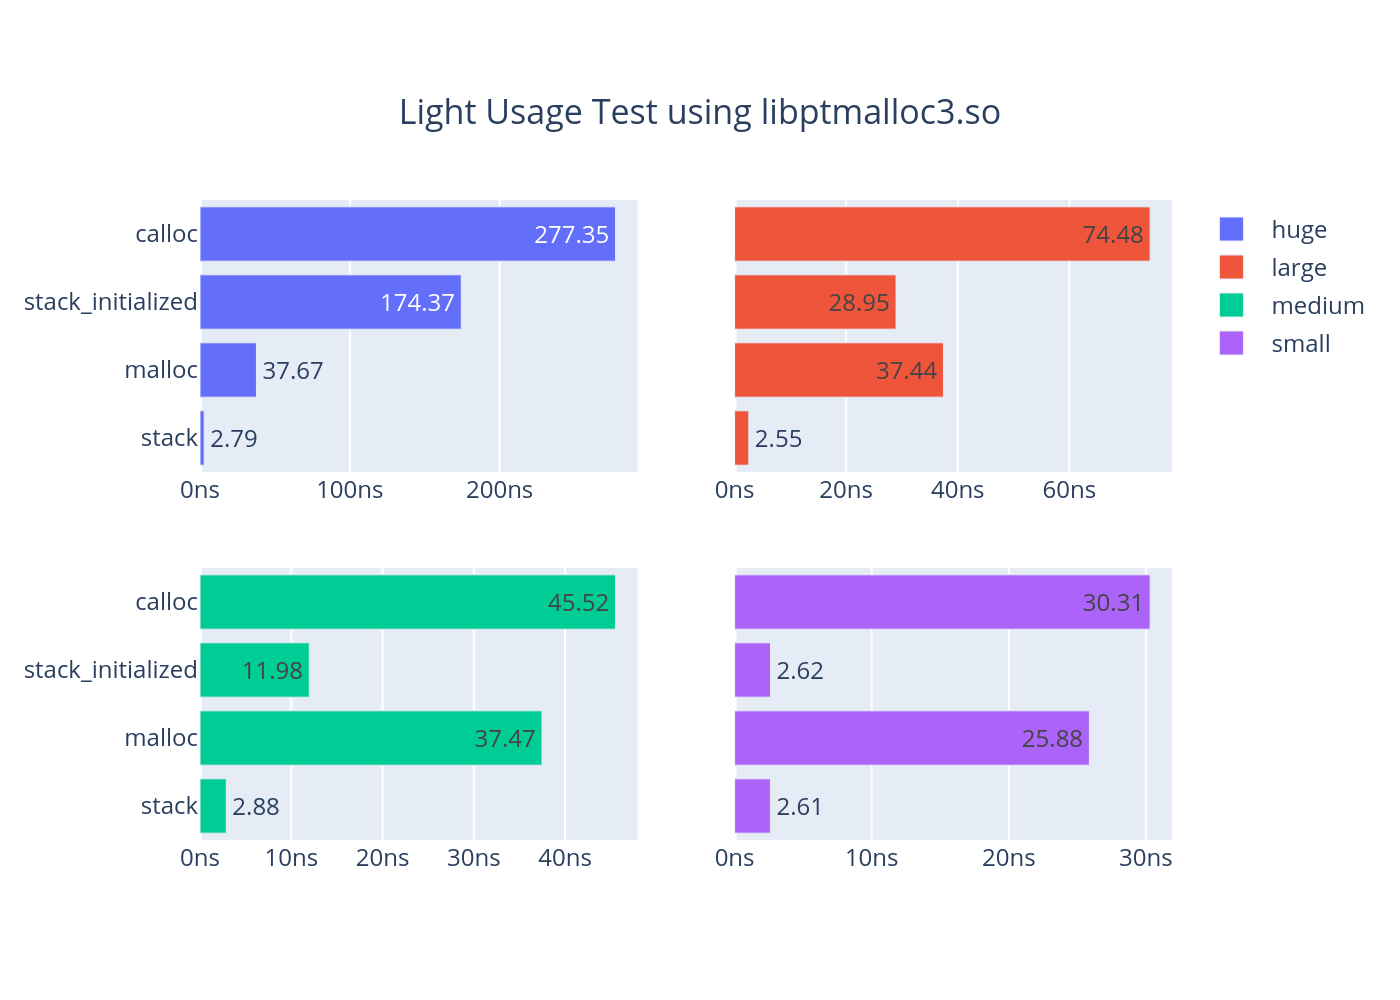 Light Usage Test using libptmalloc3.so
calloc 277.35
stack_initialized 174.37
malloc 37.67
stack 2.79
0ns 100ns 200ns
74.48
28.95
37.44
2.55
0ns 20ns 40ns 60ns
huge
large
medium
small
calloc 45.52
stack_initialized 11.98
malloc 37.47
stack 2.88
0ns 10ns 20ns 30ns 40ns
30.31
2.62
25.88
2.61
0ns 10ns 20ns 30ns